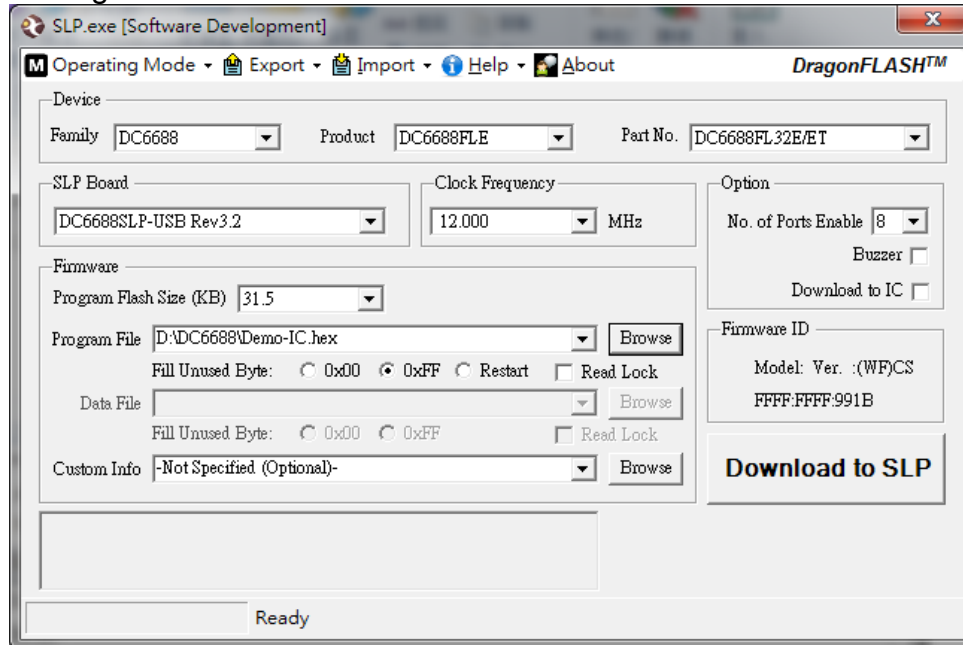 SLP.exe [Software Development]
M Operating Mode Export Import Help About DragonFLASH™
Device
Family DC6688 Product DC6688FLE Part No. DC6688FL32E/ET
SLP Board
DC6688SLP-USB Rev3.2
Clock Frequency
12.000 MHz
Option
No. of Ports Enable 8
Buzzer
Download to IC
Firmware
Program Flash Size (KB) 31.5
Program File D:\DC6688\Demo-IC.hex Browse
Fill Unused Byte: 0x00 0xFF Restart Read Lock
Data File Browse
Fill Unused Byte: 0x00 0xFF Read Lock
Custom Info -Not Specified (Optional)- Browse
Firmware ID
Model: Ver. :(WF)CS
FFFF:FFFF:991B
Download to SLP
Ready